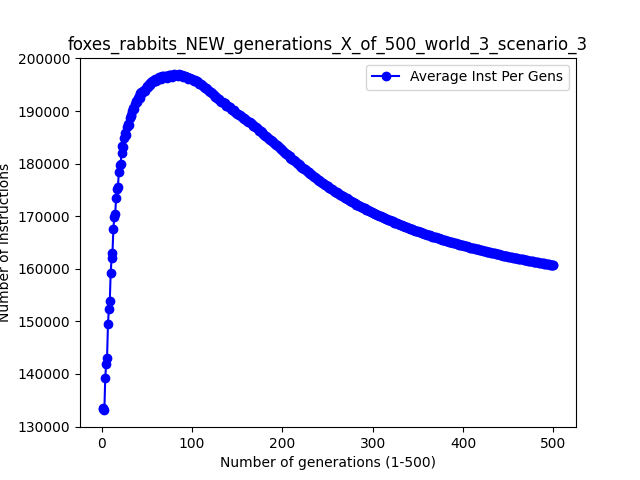 foxes_rabbits_NEW_generations_X_of_500_world_3_scenario_3
Average Inst Per Gens
Number of instructions
200000
190000
180000
170000
160000
150000
140000
130000
0 100 200 300 400 500
Number of generations (1-500)